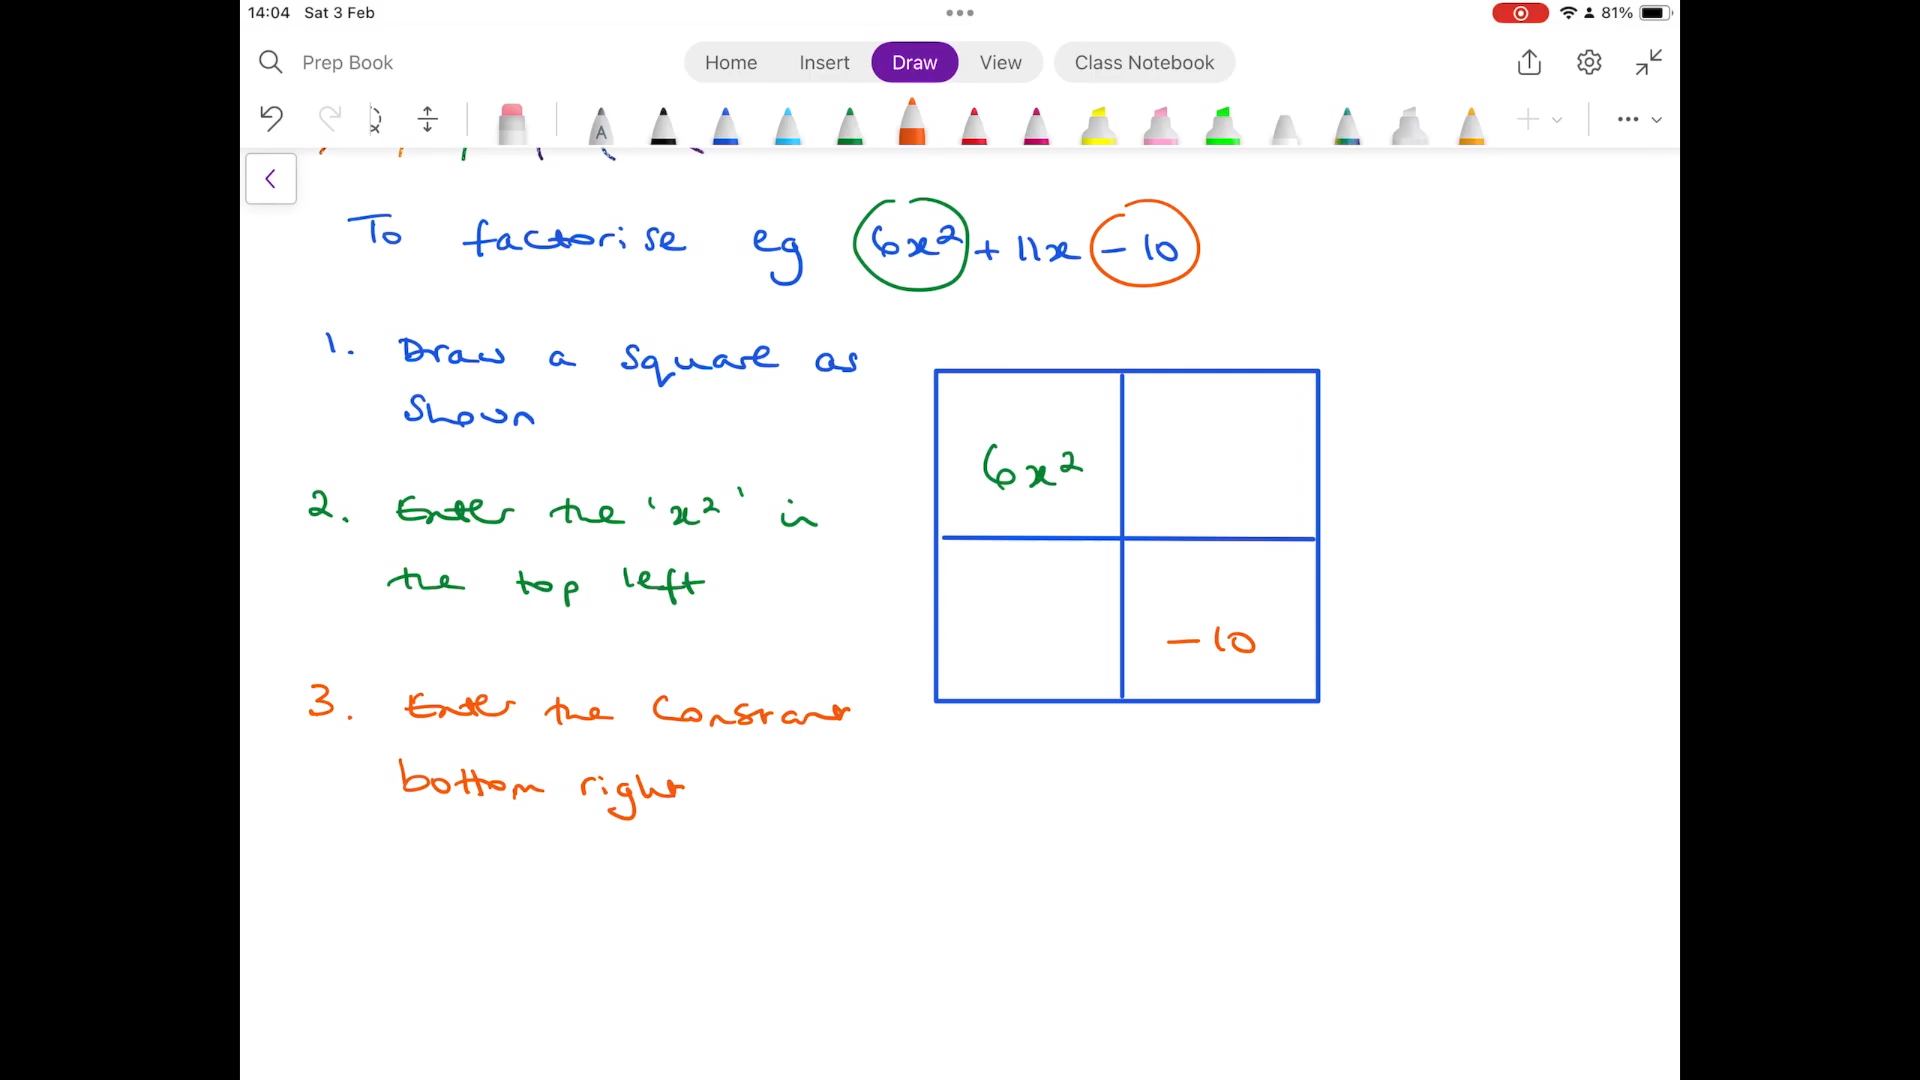 14:04 Sat 3 Feb 81%
Prep Book Home Insert Draw View Class Notebook
A
To factorise eg 6x² + 11x - 10
1. Draw a square as
shown
6x²
2. Enter the 'x²' in
the top left
-10
3. Enter the constant
bottom right